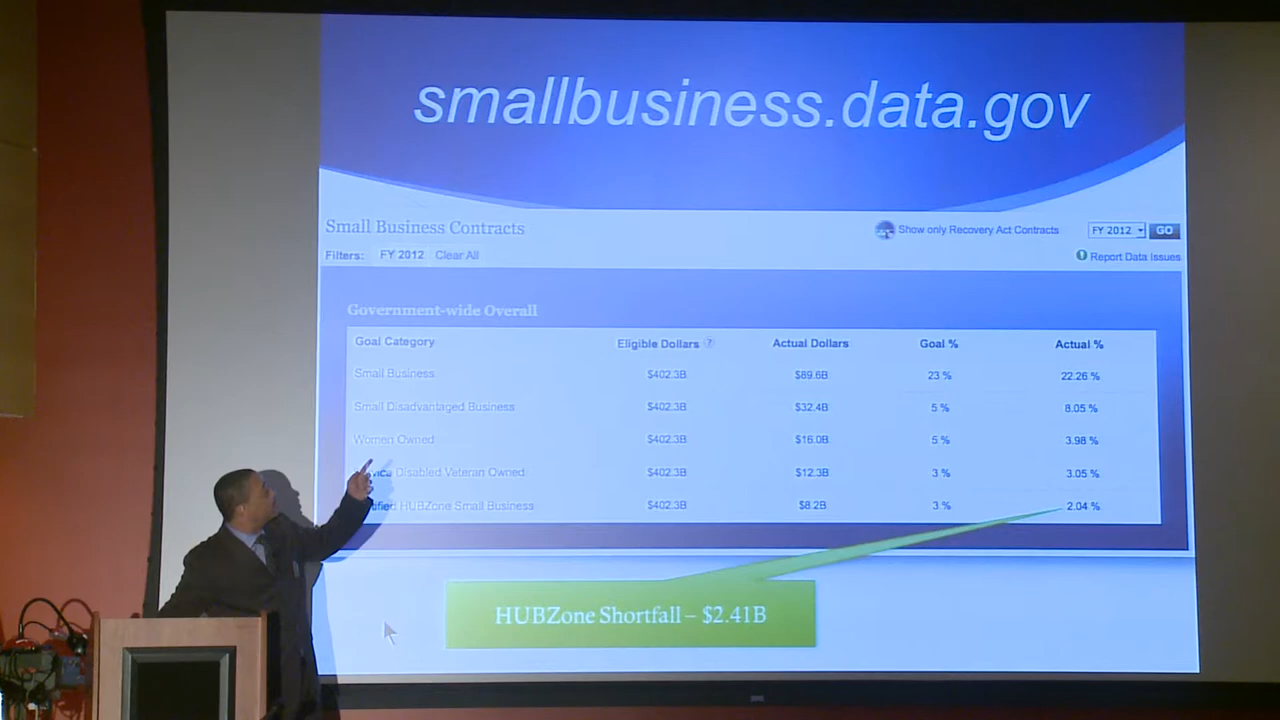 smallbusiness.data.gov
Small Business Contracts
Show only Recovery Act Contracts
FY 2012
GO
Filters: FY 2012 Clear All
Report Data Issues
Government-wide Overall
Goal Category Eligible Dollars ? Actual Dollars Goal % Actual %
Small Business $402.3B $89.6B 23 % 22.26 %
Small Disadvantaged Business $402.3B $32.4B 5 % 8.05 %
Women Owned $402.3B $16.0B 5 % 3.98 %
Disabled Veteran Owned $402.3B $12.3B 3 % 3.05 %
HUBZone Small Business $402.3B $8.2B 3 % 2.04 %
HUBZone Shortfall – $2.41B